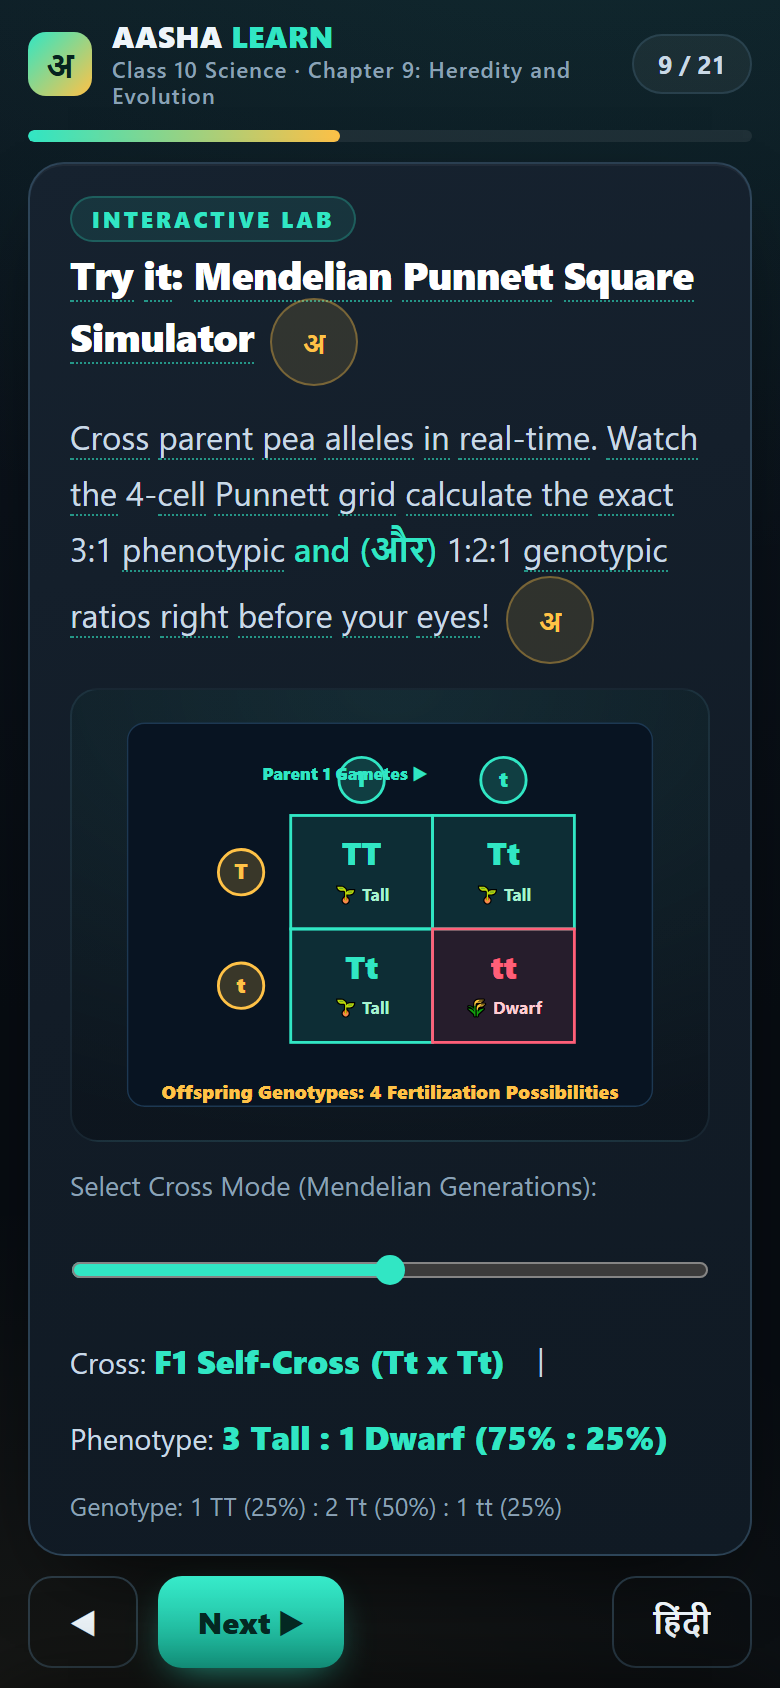 अ
AASHA LEARN
Class 10 Science · Chapter 9: Heredity and
Evolution
9 / 21
INTERACTIVE LAB
Try it: Mendelian Punnett Square
Simulator अ
Cross parent pea alleles in real-time. Watch
the 4-cell Punnett grid calculate the exact
3:1 phenotypic and (और) 1:2:1 genotypic
ratios right before your eyes! अ
Parent 1 Gametes ▶
T
t
T
TT
Tt
🌱 Tall
🌱 Tall
t
Tt
tt
🌱 Tall
🌾 Dwarf
Offspring Genotypes: 4 Fertilization Possibilities
Select Cross Mode (Mendelian Generations):
Cross: F1 Self-Cross (Tt x Tt) |
Phenotype: 3 Tall : 1 Dwarf (75% : 25%)
Genotype: 1 TT (25%) : 2 Tt (50%) : 1 tt (25%)
◀
Next ▶
हिंदी